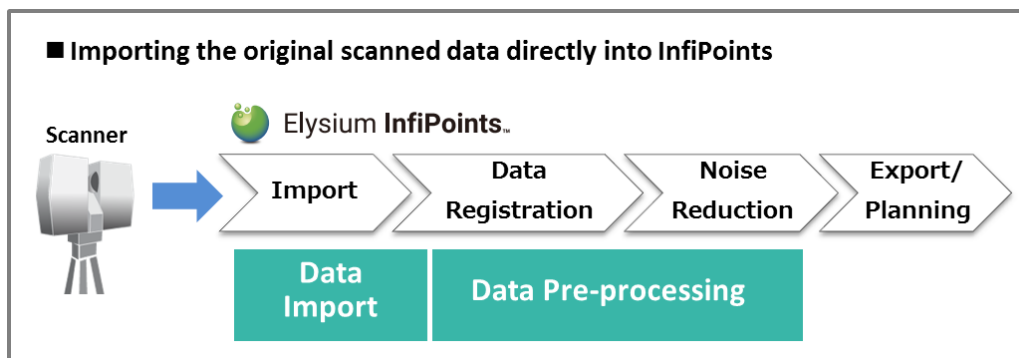 ■ Importing the original scanned data directly into InfiPoints
Elysium InfiPoints™
Scanner
Import
Data
Registration
Noise
Reduction
Export/
Planning
Data
Import
Data Pre-processing